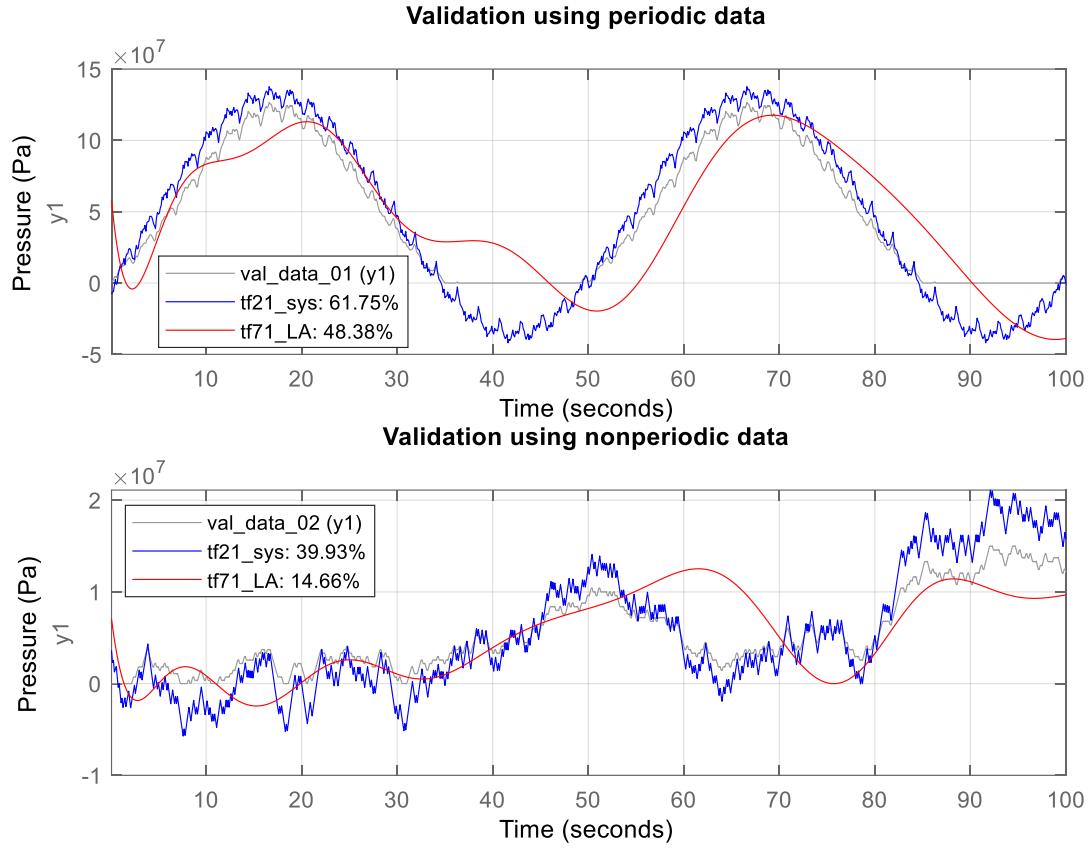 Validation using periodic data
×10^7
15
10
5
0
-5
Pressure (Pa)
y1
val_data_01 (y1)
tf21_sys: 61.75%
tf71_LA: 48.38%
10 20 30 40 50 60 70 80 90 100
Time (seconds)
Validation using nonperiodic data
×10^7
2
1
0
-1
Pressure (Pa)
y1
val_data_02 (y1)
tf21_sys: 39.93%
tf71_LA: 14.66%
10 20 30 40 50 60 70 80 90 100
Time (seconds)